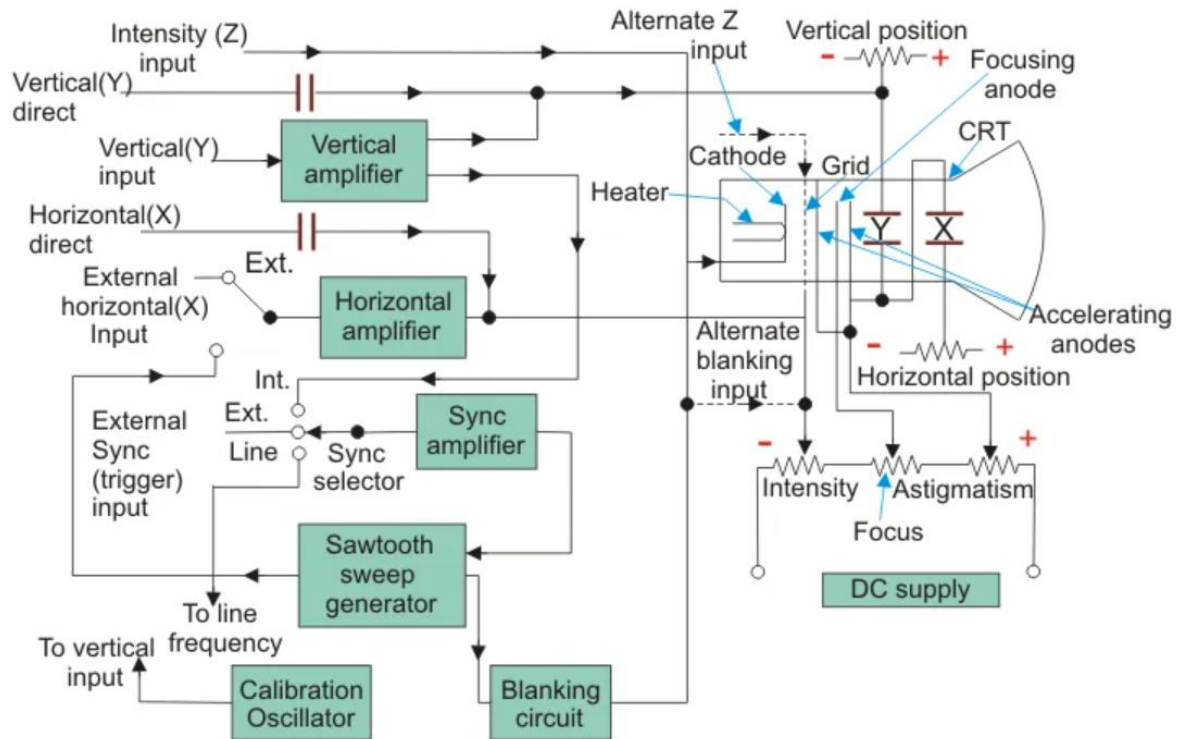 Intensity (Z)
input
Alternate Z
input
Vertical position
- +
Focusing
anode
Vertical(Y)
direct
CRT
Vertical(Y)
input
Vertical
amplifier
Cathode
Grid
Heater
Horizontal(X)
direct
Y
X
Ext.
External
horizontal(X)
Input
Horizontal
amplifier
Alternate
blanking
input
Accelerating
anodes
- +
Horizontal position
Int.
Ext.
Line
External
Sync
(trigger)
input
Sync
selector
Sync
amplifier
- +
Intensity
Astigmatism
Focus
Sawtooth
sweep
generator
DC supply
To line
frequency
To vertical
input
Calibration
Oscillator
Blanking
circuit